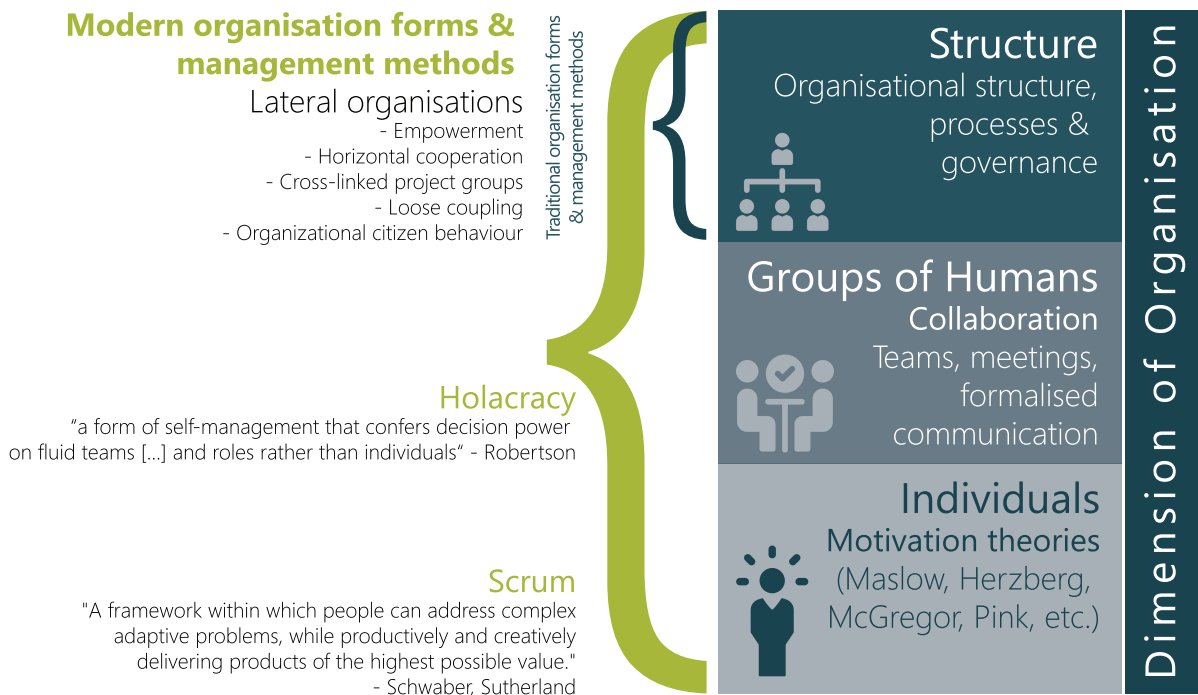 Modern organisation forms &
management methods
Lateral organisations
- Empowerment
- Horizontal cooperation
- Cross-linked project groups
- Loose coupling
- Organizational citizen behaviour
Holacracy
“a form of self-management that confers decision power
on fluid teams [...] and roles rather than individuals“ - Robertson
Scrum
"A framework within which people can address complex
adaptive problems, while productively and creatively
delivering products of the highest possible value."
- Schwaber, Sutherland
Traditional organisation forms
& management methods
Structure
Organisational structure,
processes &
governance
Groups of Humans
Collaboration
Teams, meetings,
formalised
communication
Individuals
Motivation theories
(Maslow, Herzberg,
McGregor, Pink, etc.)
Dimension of Organisation